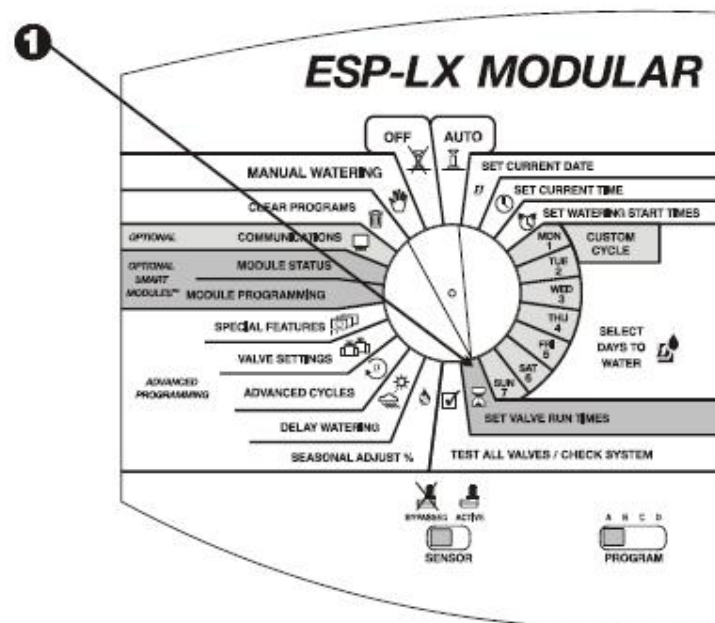 1
ESP-LX MODULAR
OFF
AUTO
MANUAL WATERING
SET CURRENT DATE
CLEAR PROGRAMS
SET CURRENT TIME
SET WATERING START TIMES
OPTIONAL
COMMUNICATIONS
MON
1
CUSTOM
CYCLE
OPTIONAL
SMART
MODULES™
MODULE STATUS
MODULE PROGRAMMING
TUE
2
WED
3
THU
4
FRI
5
SAT
6
SUN
7
SELECT
DAYS TO
WATER
SPECIAL FEATURES
VALVE SETTINGS
ADVANCED
PROGRAMMING
ADVANCED CYCLES
DELAY WATERING
SEASONAL ADJUST %
SET VALVE RUN TIMES
TEST ALL VALVES / CHECK SYSTEM
BYPASSED ACTIVE
SENSOR
A B C D
PROGRAM